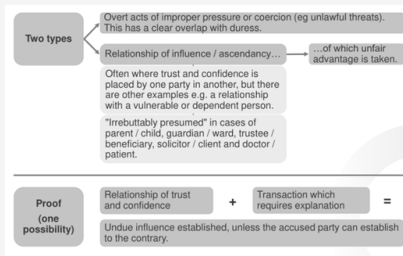 Two types
Overt acts of improper pressure or coercion (eg unlawful threats).
This has a clear overlap with duress.
Relationship of influence / ascendancy…
…of which unfair
advantage is taken.
Often where trust and confidence is
placed by one party in another, but there
are other examples e.g. a relationship
with a vulnerable or dependent person.
"Irrebuttably presumed" in cases of
parent / child, guardian / ward, trustee /
beneficiary, solicitor / client and doctor /
patient.
Proof
(one
possibility)
Relationship of trust
and confidence
+
Transaction which
requires explanation
=
Undue influence established, unless the accused party can establish
to the contrary.